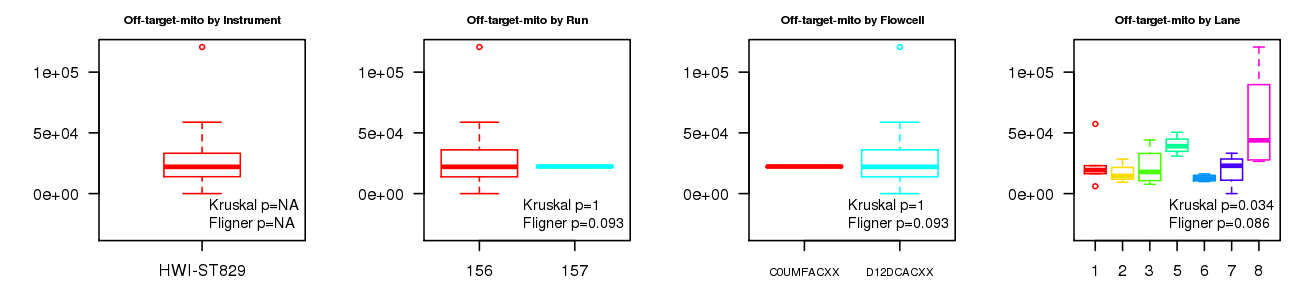 Off-target-mito by Instrument
1e+05
5e+04
0e+00
Kruskal p=NA
Fligner p=NA
HWI-ST829
Off-target-mito by Run
1e+05
5e+04
0e+00
Kruskal p=1
Fligner p=0.093
156 157
Off-target-mito by Flowcell
1e+05
5e+04
0e+00
Kruskal p=1
Fligner p=0.093
C0UMFACXX D12DCACXX
Off-target-mito by Lane
1e+05
5e+04
0e+00
Kruskal p=0.034
Fligner p=0.086
1 2 3 5 6 7 8